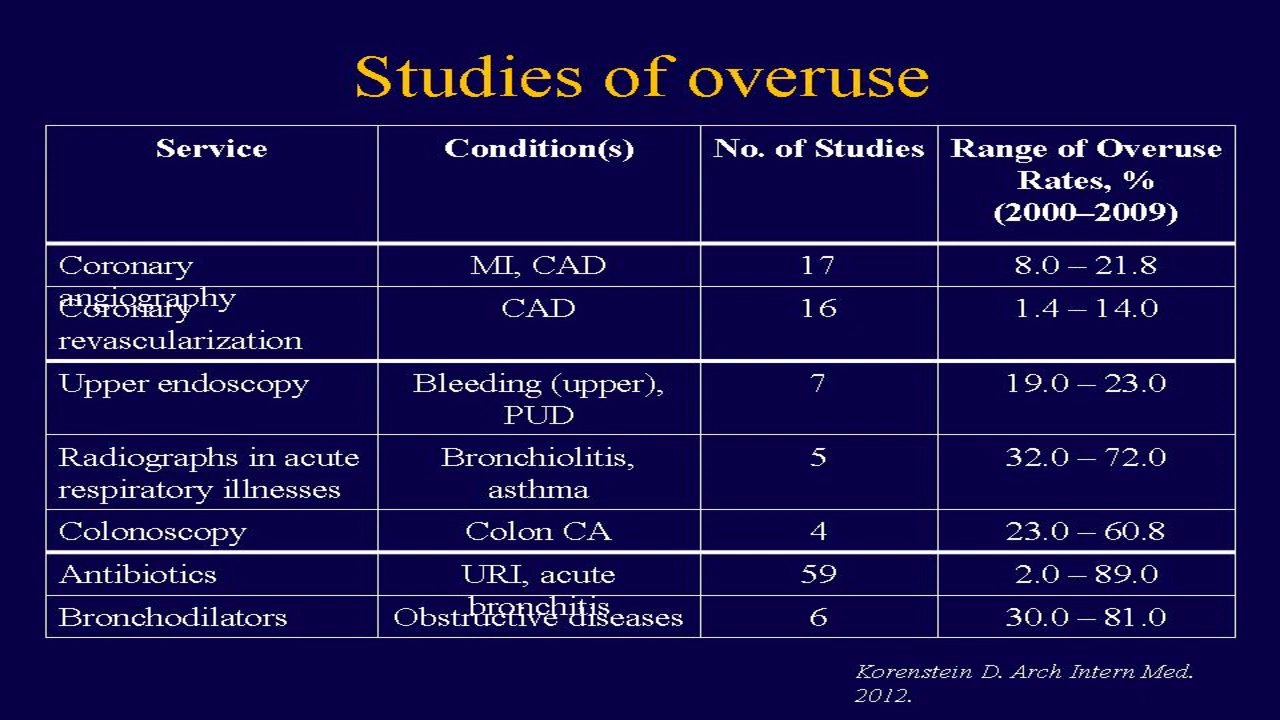 Studies of overuse
Service Condition(s) No. of Studies Range of Overuse
Rates, %
(2000–2009)
Coronary MI, CAD 17 8.0 – 21.8
angiography
Coronary CAD 16 1.4 – 14.0
revascularization
Upper endoscopy Bleeding (upper), 7 19.0 – 23.0
PUD
Radiographs in acute Bronchiolitis, 5 32.0 – 72.0
respiratory illnesses asthma
Colonoscopy Colon CA 4 23.0 – 60.8
Antibiotics URI, acute 59 2.0 – 89.0
bronchitis
Bronchodilators Obstructive diseases 6 30.0 – 81.0
Korenstein D. Arch Intern Med.
2012.